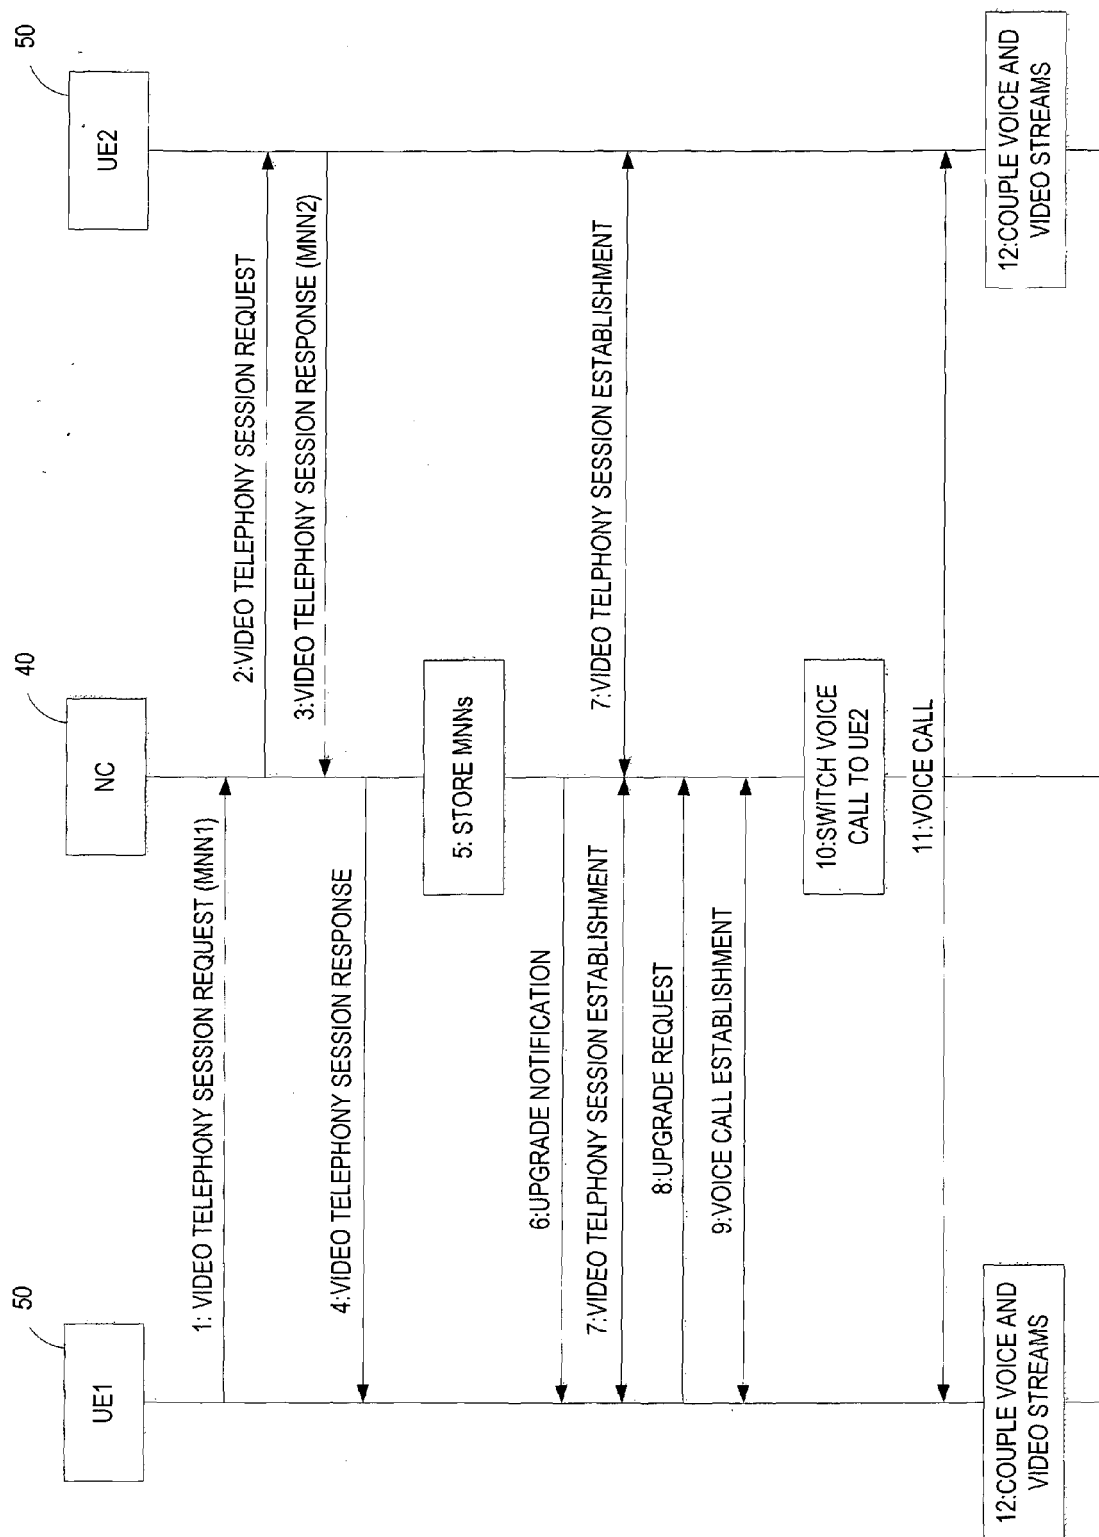 50
UE1
40
NC
50
UE2
1: VIDEO TELEPHONY SESSION REQUEST (MNN1)
2:VIDEO TELEPHONY SESSION REQUEST
3:VIDEO TELEPHONY SESSION RESPONSE (MNN2)
4:VIDEO TELEPHONY SESSION RESPONSE
5: STORE MNNs
6:UPGRADE NOTIFICATION
7:VIDEO TELPHONY SESSION ESTABLISHMENT
7:VIDEO TELPHONY SESSION ESTABLISHMENT
8:UPGRADE REQUEST
9:VOICE CALL ESTABLISHMENT
10:SWITCH VOICE
CALL TO UE2
11:VOICE CALL
12:COUPLE VOICE AND
VIDEO STREAMS
12:COUPLE VOICE AND
VIDEO STREAMS